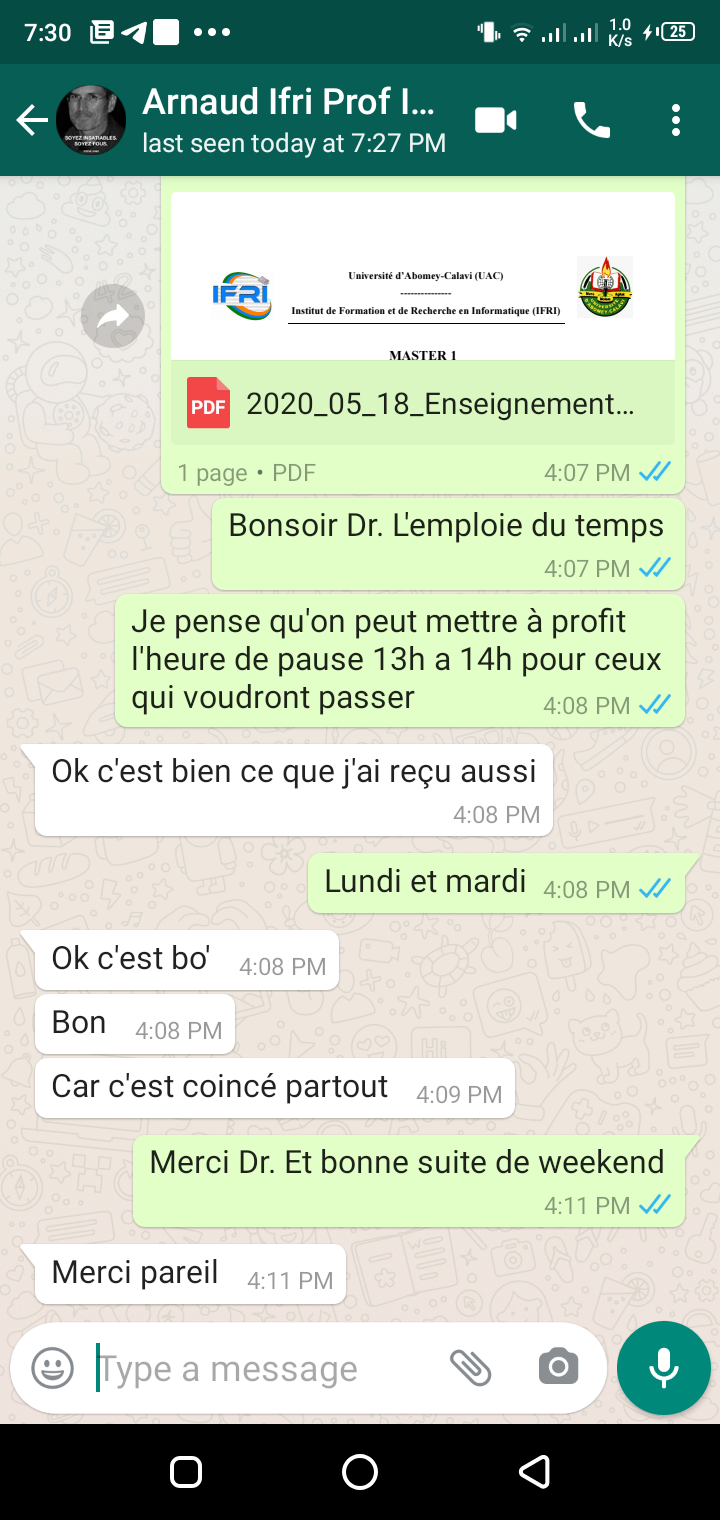 7:30
1.0
K/s
25
Arnaud Ifri Prof I...
last seen today at 7:27 PM
SOYEZ INSATIABLES.
SOYEZ FOUS.
Université d'Abomey-Calavi (UAC)
---------------
IFRI
Institut de Formation et de Recherche en Informatique (IFRI)
MASTER 1
PDF
2020_05_18_Enseignement...
1 page • PDF
4:07 PM
Bonsoir Dr. L'emploie du temps
4:07 PM
Je pense qu'on peut mettre à profit
l'heure de pause 13h a 14h pour ceux
qui voudront passer
4:08 PM
Ok c'est bien ce que j'ai reçu aussi
4:08 PM
Lundi et mardi
4:08 PM
Ok c'est bo'
4:08 PM
Bon
4:08 PM
Car c'est coincé partout
4:09 PM
Merci Dr. Et bonne suite de weekend
4:11 PM
Merci pareil
4:11 PM
Type a message